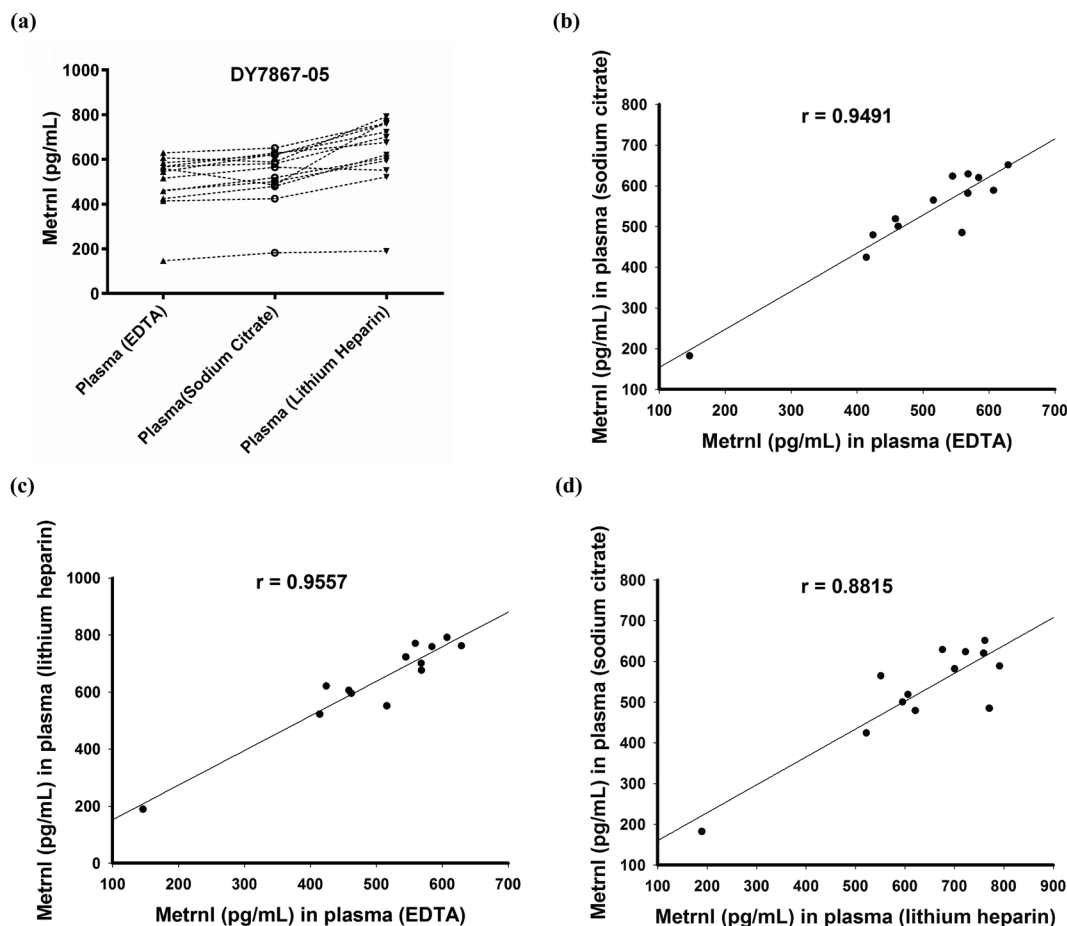 (a)
DY7867-05
Metrnl (pg/mL)
1000
800
600
400
200
0
Plasma (EDTA)
Plasma(Sodium Citrate)
Plasma (Lithium Heparin)
(b)
r = 0.9491
Metrnl (pg/mL) in plasma (sodium citrate)
800
700
600
500
400
300
200
100
100 200 300 400 500 600 700
Metrnl (pg/mL) in plasma (EDTA)
(c)
r = 0.9557
Metrnl (pg/mL) in plasma (lithium heparin)
1000
800
600
400
200
0
100 200 300 400 500 600 700
Metrnl (pg/mL) in plasma (EDTA)
(d)
r = 0.8815
Metrnl (pg/mL) in plasma (sodium citrate)
800
700
600
500
400
300
200
100
100 200 300 400 500 600 700 800 900
Metrnl (pg/mL) in plasma (lithium heparin)